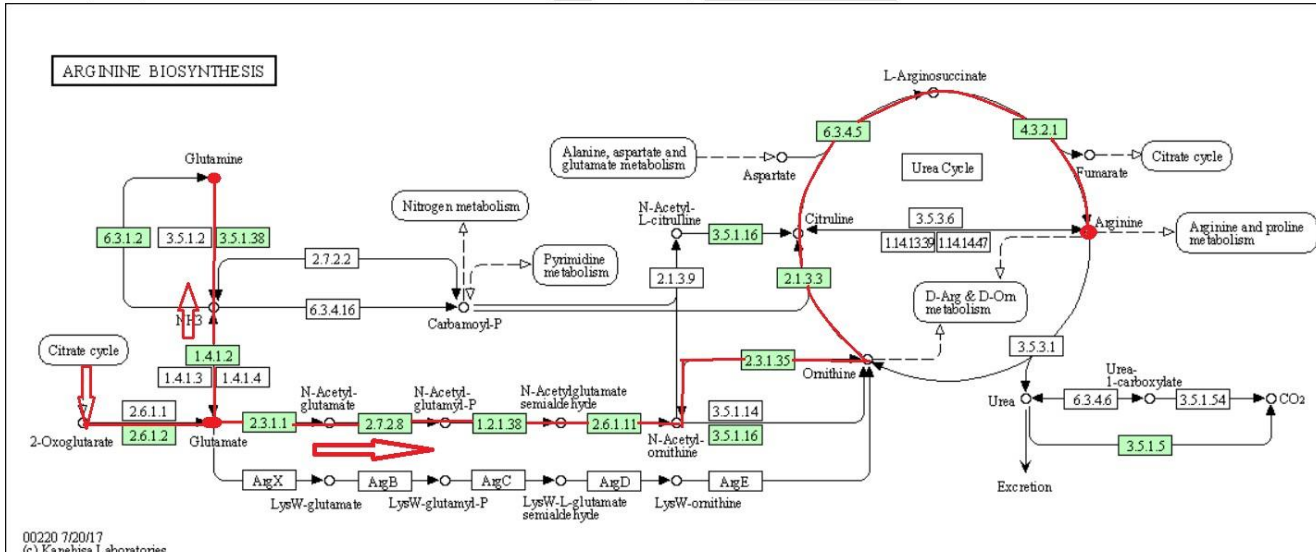 ARGININE BIOSYNTHESIS
L-Arginosuccinate
6.3.4.5
4.3.2.1
Alanine, aspartate and
glutamate metabolism
Aspartate
Urea Cycle
Fumarate
Citrate cycle
Glutamine
Nitrogen metabolism
N-Acetyl-
L-citrulline
Citruline
3.5.3.6
Arginine
Arginine and proline
metabolism
6.3.1.2
3.5.1.2
3.5.1.38
3.5.1.16
1.14.13.39
1.14.14.47
2.7.2.2
Pyrimidine
metabolism
2.1.3.9
2.1.3.3
D-Arg & D-Orn
metabolism
NH3
6.3.4.16
Carbamoyl-P
Citrate cycle
1.4.1.2
1.4.1.3
1.4.1.4
2.3.1.35
Ornithine
3.5.3.1
Urea-
1-carboxylate
Urea
6.3.4.6
3.5.1.54
CO2
2.6.1.1
2.6.1.2
2-Oxoglutarate
Glutamate
2.3.1.1
N-Acetyl-
glutamate
2.7.2.8
N-Acetyl-
glutamyl-P
1.2.1.38
N-Acetylglutamate
semialdehyde
2.6.1.11
N-Acetyl-
ornithine
3.5.1.14
3.5.1.16
3.5.1.5
Excretion
ArgX
LysW-glutamate
ArgB
LysW-glutamyl-P
ArgC
LysW-L-glutamate
semialdehyde
ArgD
LysW-ornithine
ArgE
00220 7/20/17
(c) Kanehisa Laboratories